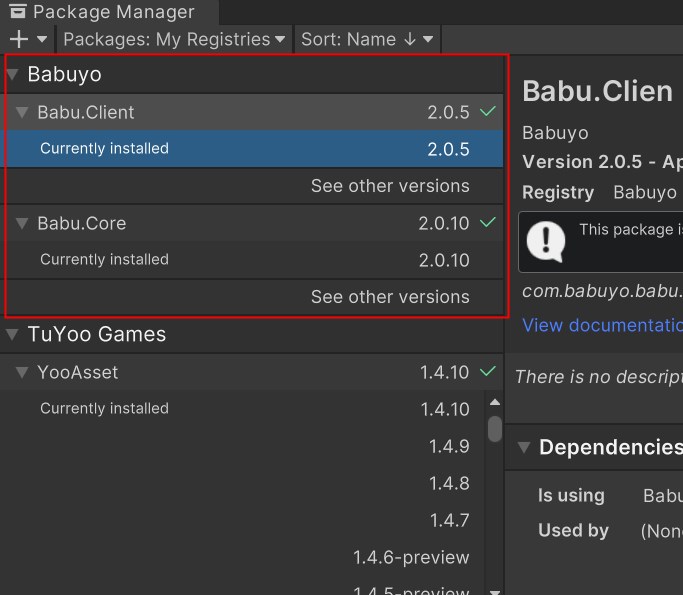 Package Manager
Packages: My Registries
Sort: Name ↓
Babuyo
Babu.Client 2.0.5
Currently installed 2.0.5
See other versions
Babu.Core 2.0.10
Currently installed 2.0.10
See other versions
TuYoo Games
YooAsset 1.4.10
Currently installed 1.4.10
1.4.9
1.4.8
1.4.7
1.4.6-preview
1.4.5-preview
Babu.Clien
Babuyo
Version 2.0.5 - Ap
Registry Babuyo
This package i
com.babuyo.babu.
View documentatic
There is no descript
Dependencies
Is using Babu
Used by (Non